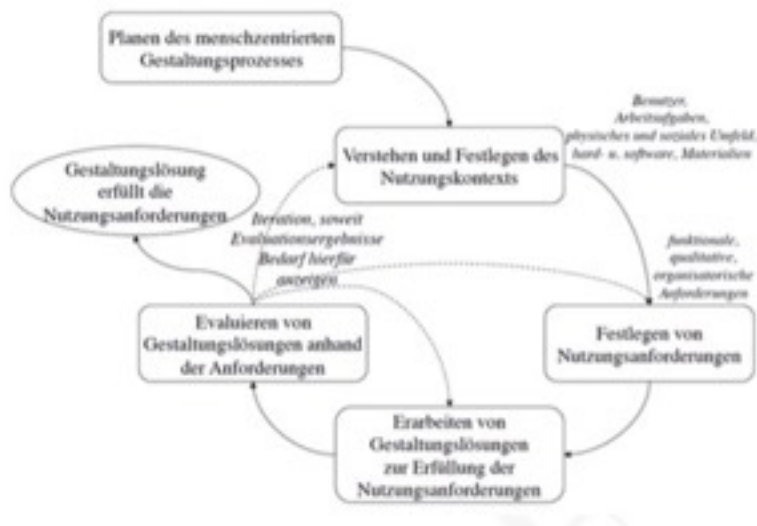 Planen des menschzentrierten
Gestaltungsprozesses
Benutzer,
Arbeitsaufgaben,
physisches und soziales Umfeld,
hard- u. software, Materialien
Verstehen und Festlegen des
Nutzungskontexts
Gestaltungslösung
erfüllt die
Nutzungsanforderungen
Iteration, soweit
Evaluationsergebnisse
Bedarf hierfür
anzeigen
funktionale,
qualitative,
organisatorische
Anforderungen
Evaluieren von
Gestaltungslösungen anhand
der Anforderungen
Festlegen von
Nutzungsanforderungen
Erarbeiten von
Gestaltungslösungen
zur Erfüllung der
Nutzungsanforderungen